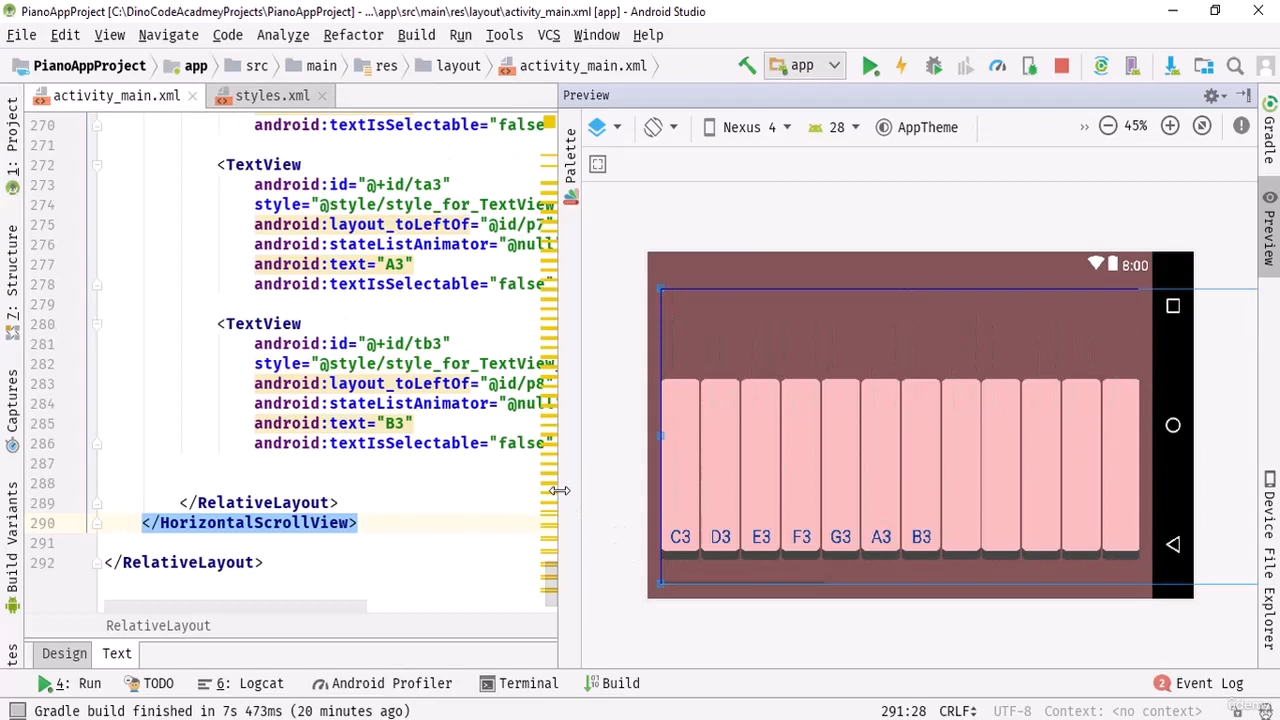 PianoAppProject [C:\DinoCodeAcadmeyProjects\PianoAppProject] - ...\app\src\main\res\layout\activity_main.xml [app] - Android Studio
File Edit View Navigate Code Analyze Refactor Build Run Tools VCS Window Help
PianoAppProject app src main res layout activity_main.xml app
activity_main.xml styles.xml Preview
Nexus 4 28 AppTheme 45%
1: Project
7: Structure
Captures
Build Variants
Palette
Gradle
Preview
Device File Explorer
270 android:textIsSelectable="false
271
272 <TextView
273 android:id="@+id/ta3"
274 style="@style/style_for_TextView
275 android:layout_toLeftOf="@id/p7"
276 android:stateListAnimator="@null
277 android:text="A3"
278 android:textIsSelectable="false"
279
280 <TextView
281 android:id="@+id/tb3"
282 style="@style/style_for_TextView
283 android:layout_toLeftOf="@id/p8"
284 android:stateListAnimator="@null
285 android:text="B3"
286 android:textIsSelectable="false"
287
288
289 </RelativeLayout>
290 </HorizontalScrollView>
291
292 </RelativeLayout>
8:00
C3 D3 E3 F3 G3 A3 B3
RelativeLayout
Design Text
4: Run TODO 6: Logcat Android Profiler Terminal Build 2 Event Log
Gradle build finished in 7s 473ms (20 minutes ago) 291:28 CRLF UTF-8 Context: <no context>